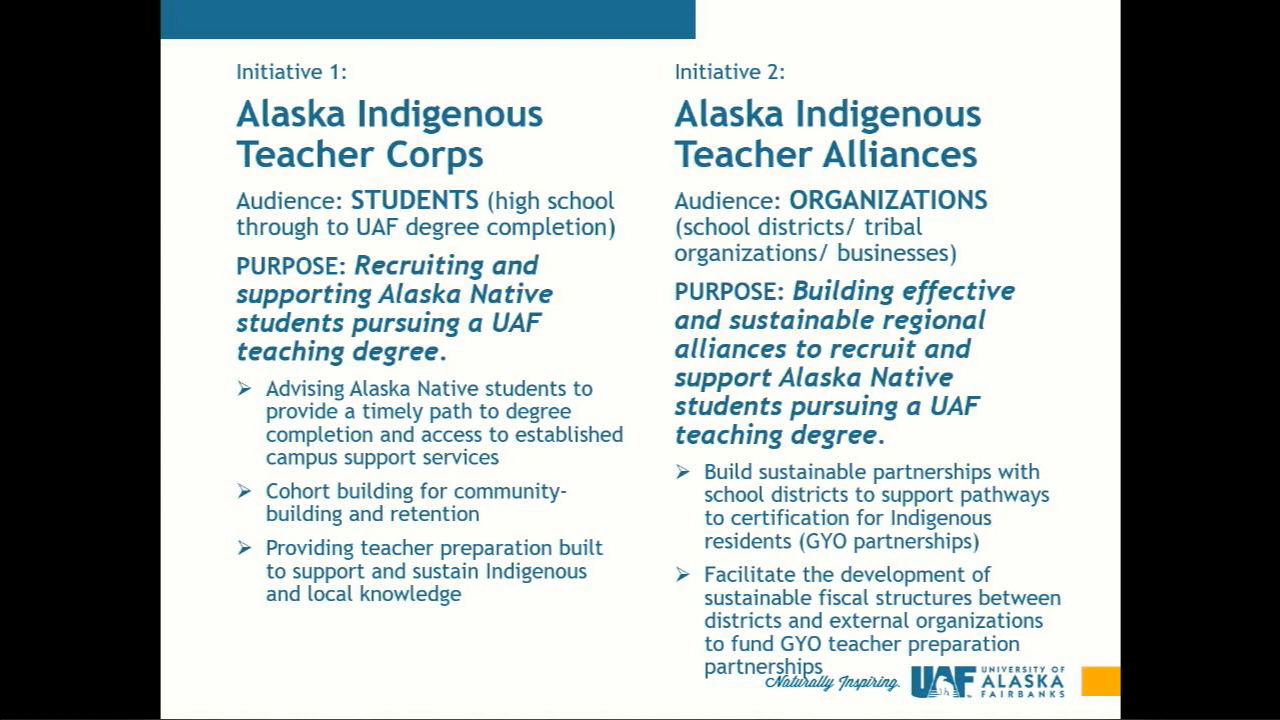 Initiative 1:
Alaska Indigenous
Teacher Corps
Audience: STUDENTS (high school
through to UAF degree completion)
PURPOSE: Recruiting and
supporting Alaska Native
students pursuing a UAF
teaching degree.
➢ Advising Alaska Native students to
provide a timely path to degree
completion and access to established
campus support services
➢ Cohort building for community-
building and retention
➢ Providing teacher preparation built
to support and sustain Indigenous
and local knowledge
Initiative 2:
Alaska Indigenous
Teacher Alliances
Audience: ORGANIZATIONS
(school districts/ tribal
organizations/ businesses)
PURPOSE: Building effective
and sustainable regional
alliances to recruit and
support Alaska Native
students pursuing a UAF
teaching degree.
➢ Build sustainable partnerships with
school districts to support pathways
to certification for Indigenous
residents (GYO partnerships)
➢ Facilitate the development of
sustainable fiscal structures between
districts and external organizations
to fund GYO teacher preparation
partnerships
Naturally Inspiring.
UAF
UNIVERSITY OF
ALASKA
FAIRBANKS